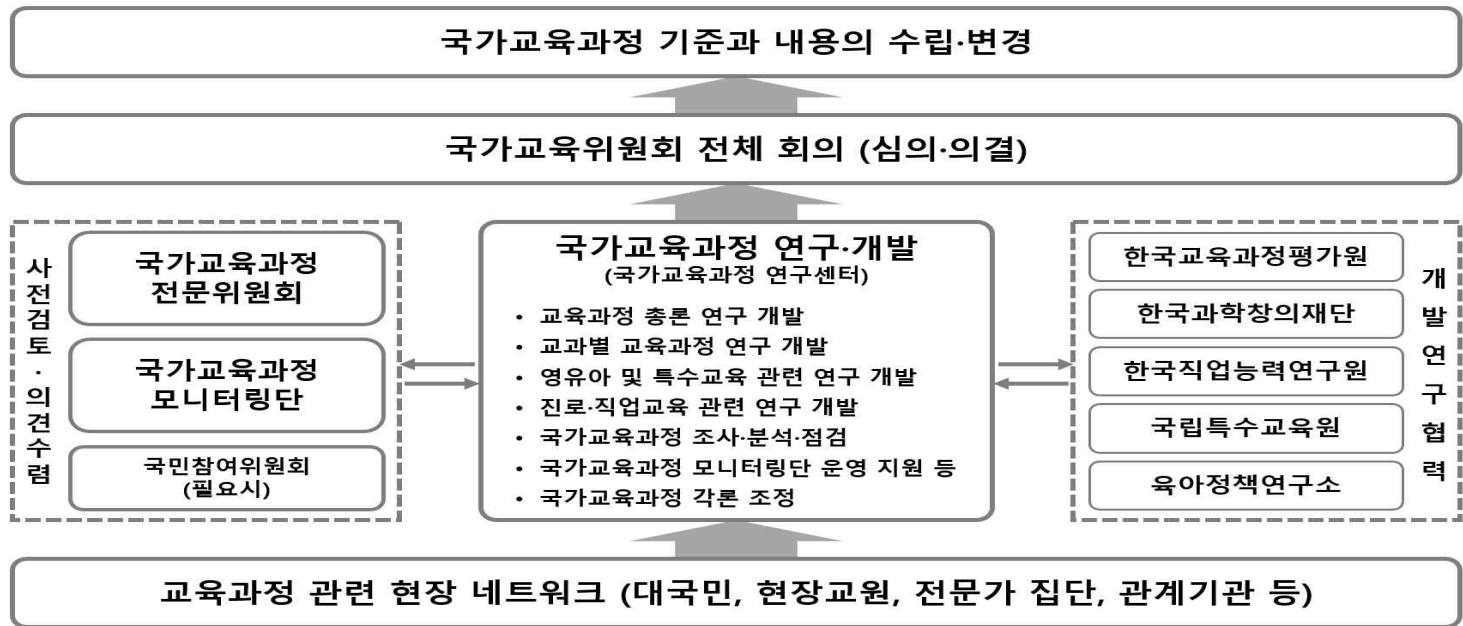 국가교육과정 기준과 내용의 수립·변경
국가교육위원회 전체 회의 (심의·의결)
사전검토·의견수렴
국가교육과정
전문위원회
국가교육과정
모니터링단
국민참여위원회
(필요시)
국가교육과정 연구·개발
(국가교육과정 연구센터)
• 교육과정 총론 연구 개발
• 교과별 교육과정 연구 개발
• 영유아 및 특수교육 관련 연구 개발
• 진로·직업교육 관련 연구 개발
• 국가교육과정 조사·분석·점검
• 국가교육과정 모니터링단 운영 지원 등
• 국가교육과정 각론 조정
한국교육과정평가원
한국과학창의재단
한국직업능력연구원
국립특수교육원
육아정책연구소
개발연구협력
교육과정 관련 현장 네트워크 (대국민, 현장교원, 전문가 집단, 관계기관 등)